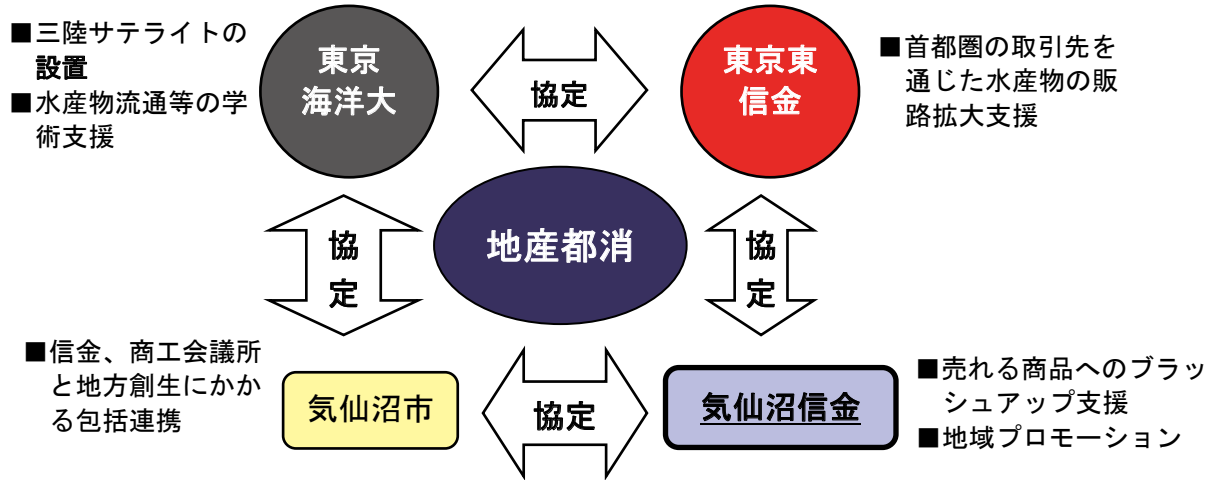 ■三陸サテライトの
設置
■水産物流通等の学
術支援
東京
海洋大
協定
東京東
信金
■首都圏の取引先を
通じた水産物の販
路拡大支援
協
定
地産都消
協
定
■信金、商工会議所
と地方創生にかか
る包括連携
気仙沼市
協定
気仙沼信金
■売れる商品へのブラッ
シュアップ支援
■地域プロモーション